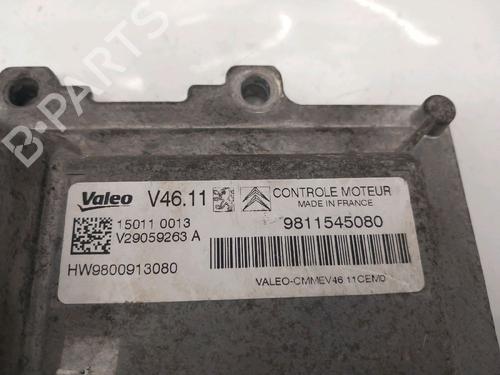 B-PARTS
Valeo V46.11 CONTROLE MOTEUR
MADE IN FRANCE
15011 0013
V29059263 A
9811545080
HW9800913080
VALEO-CMMEV46 11CEM0